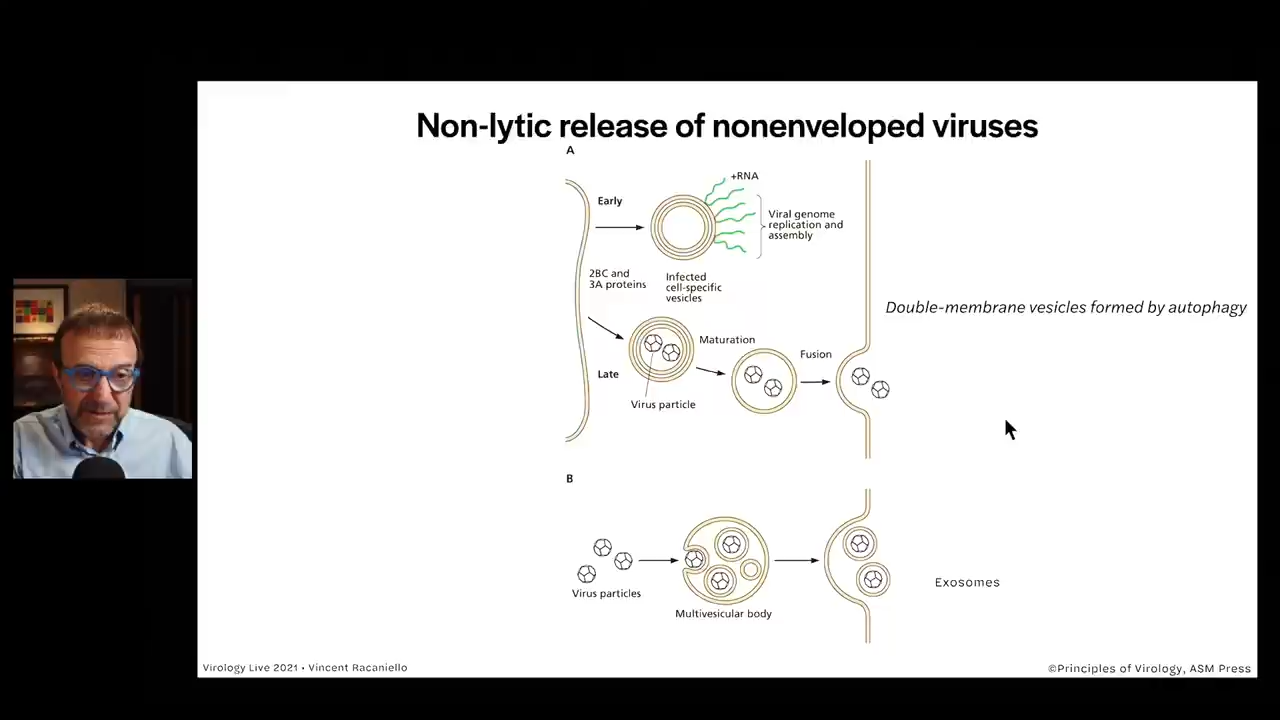 Non-lytic release of nonenveloped viruses
A
+RNA
Early
Viral genome
replication and
assembly
2BC and
3A proteins
Infected
cell-specific
vesicles
Double-membrane vesicles formed by autophagy
Maturation
Fusion
Late
Virus particle
B
Virus particles
Multivesicular body
Exosomes
Virology Live 2021 • Vincent Racaniello
©Principles of Virology, ASM Press